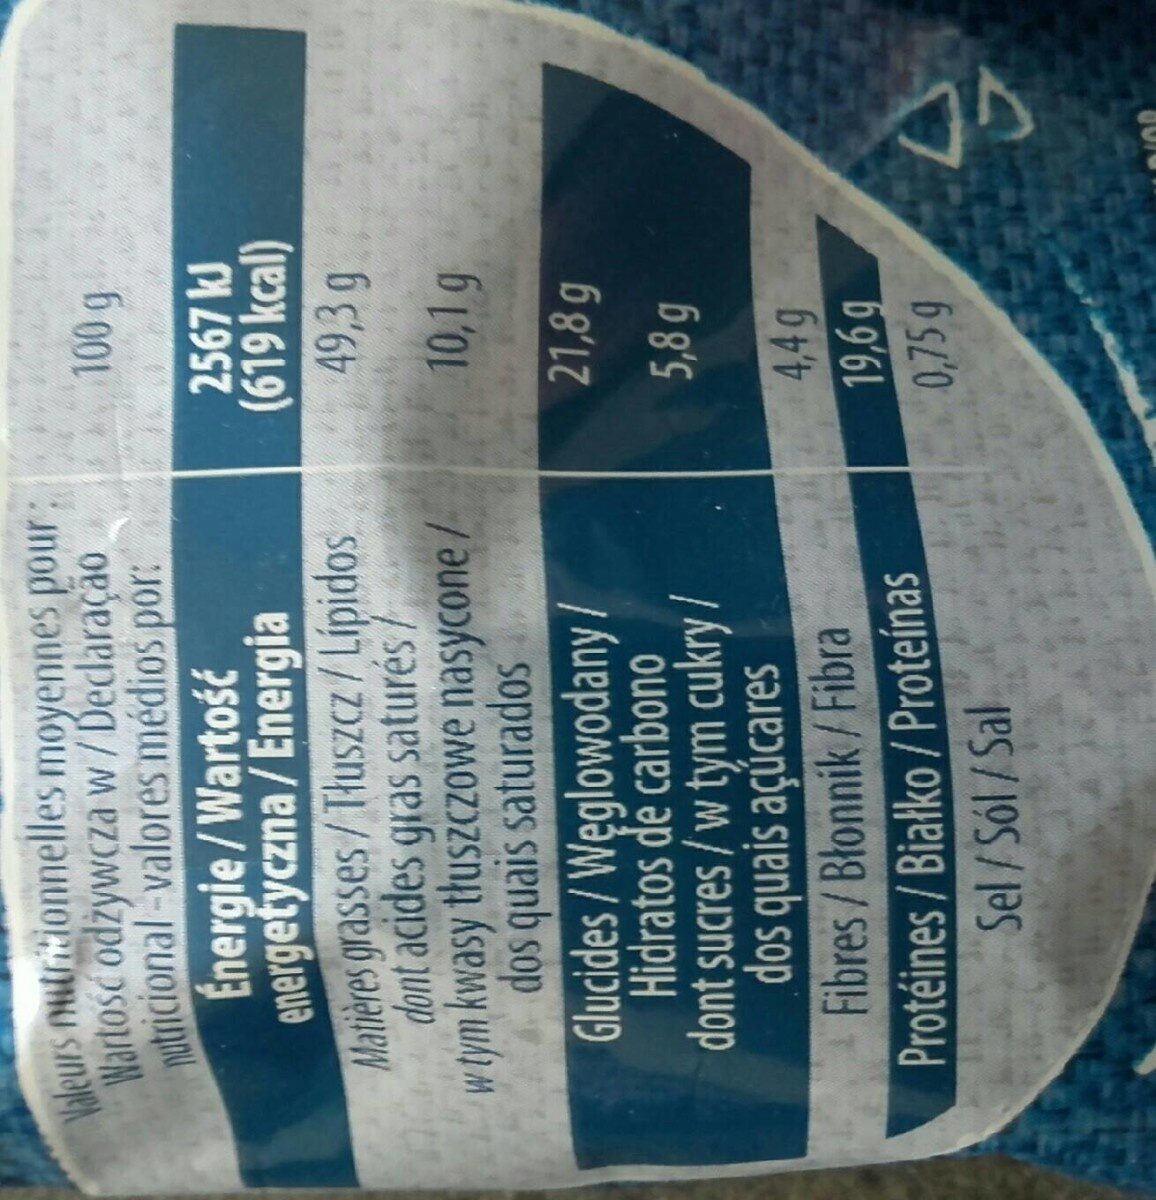 Valeurs nutritionnelles moyennes pour :
Wartość odżywcza w / Declaração
nutricional - valores médios por:
100 g
Énergie / Wartość
energetyczna / Energia
2567 kJ
(619 kcal)
Matières grasses / Tłuszcz / Lípidos
49,3 g
dont acides gras saturés /
w tym kwasy tłuszczowe nasycone /
dos quais saturados
10,1 g
Glucides / Węglowodany /
Hidratos de carbono
21,8 g
dont sucres / w tym cukry /
dos quais açúcares
5,8 g
Fibres / Błonnik / Fibra
4,4 g
Protéines / Białko / Proteínas
19,6 g
Sel / Sól / Sal
0,75 g